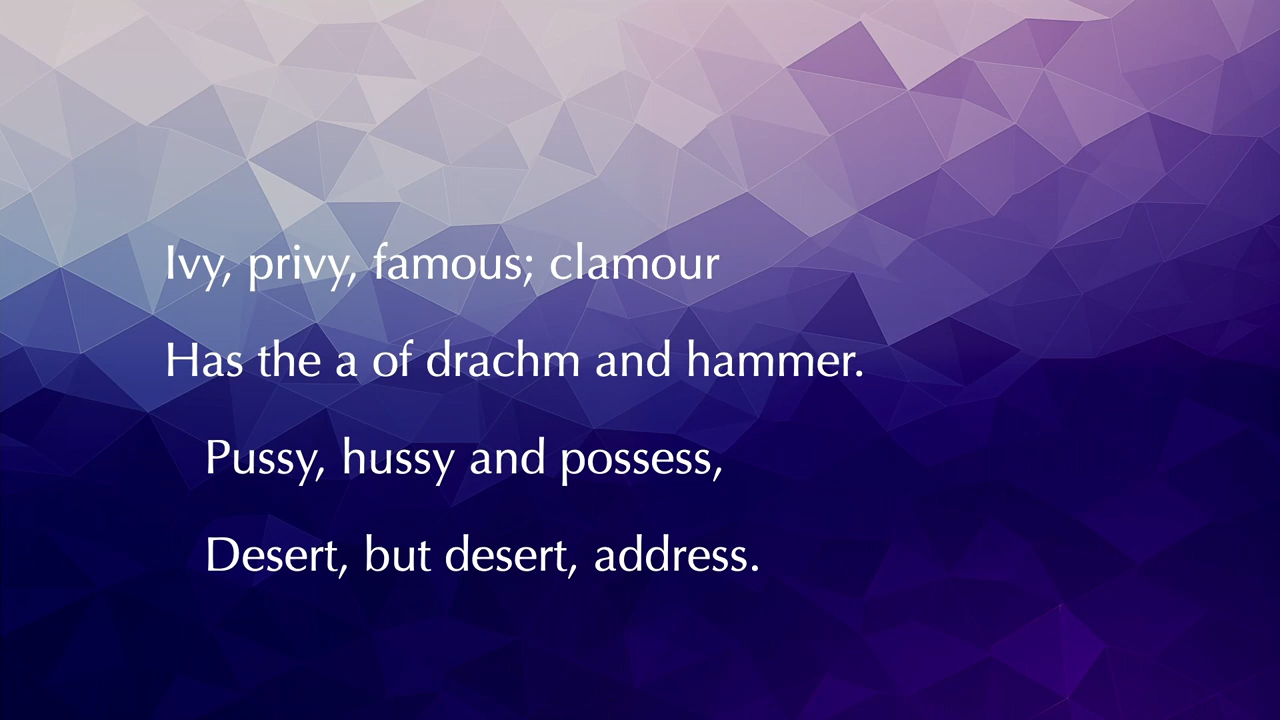 Ivy, privy, famous; clamour
Has the a of drachm and hammer.
Pussy, hussy and possess,
Desert, but desert, address.